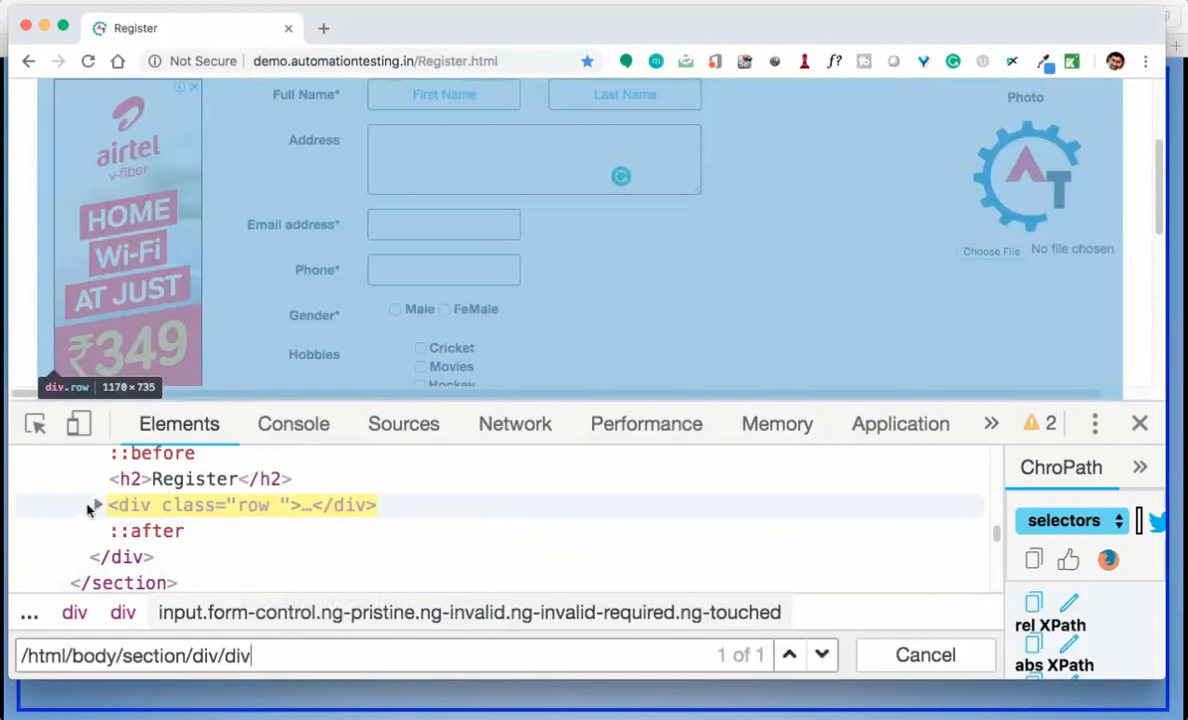 Register
Not Secure demo.automationtesting.in/Register.html f?
Full Name* First Name Last Name Photo
Address
airtel
v-fiber
HOME
Wi-Fi
AT JUST
₹349
Email address*
Choose File No file chosen
Phone*
Gender* Male FeMale
Hobbies Cricket
Movies
Hockey
div.row 1170×735
Elements Console Sources Network Performance Memory Application » 2
::before
<h2>Register</h2>
<div class="row ">…</div>
::after
</div>
</section>
ChroPath »
selectors
rel XPath
abs XPath
... div div input.form-control.ng-pristine.ng-invalid.ng-invalid-required.ng-touched
/html/body/section/div/div 1 of 1 Cancel